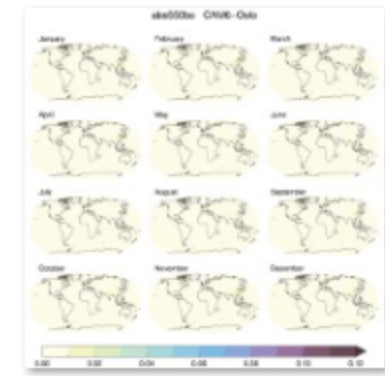 abs550bc CAM6-Oslo
January February March
April May June
July August September
October November December
0.00 0.02 0.04 0.06 0.08 0.10 0.12